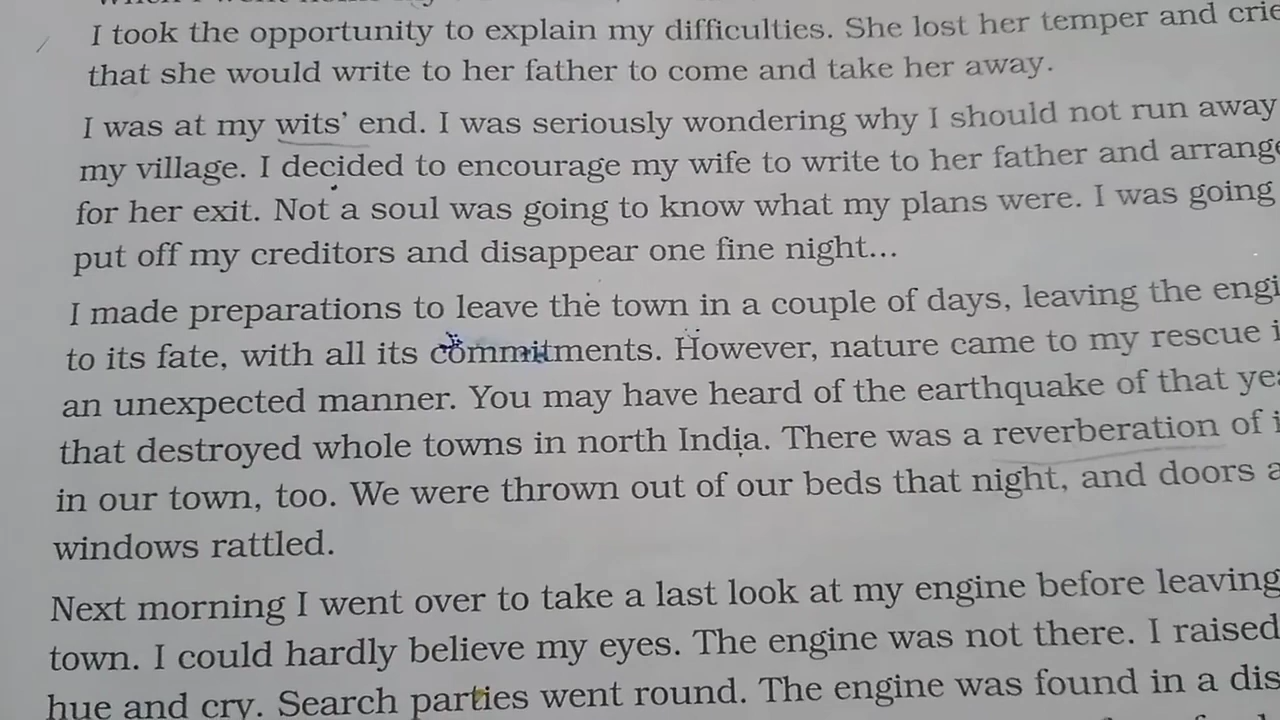 I took the opportunity to explain my difficulties. She lost her temper and
that she would write to her father to come and take her away.
I was at my wits' end. I was seriously wondering why I should not run away
my village. I decided to encourage my wife to write to her father and
for her exit. Not a soul was going to know what my plans were. I was going
put off my creditors and disappear one fine night...
I made preparations to leave the town in a couple of days, leaving the
to its fate, with all its commitments. However, nature came to my rescue
an unexpected manner. You may have heard of the earthquake of that
that destroyed whole towns in north India. There was a reverberation of
in our town, too. We were thrown out of our beds that night, and doors
windows rattled.
Next morning I went over to take a last look at my engine before leaving
town. I could hardly believe my eyes. The engine was not there. I raised
hue and cry. Search parties went round. The engine was found in a